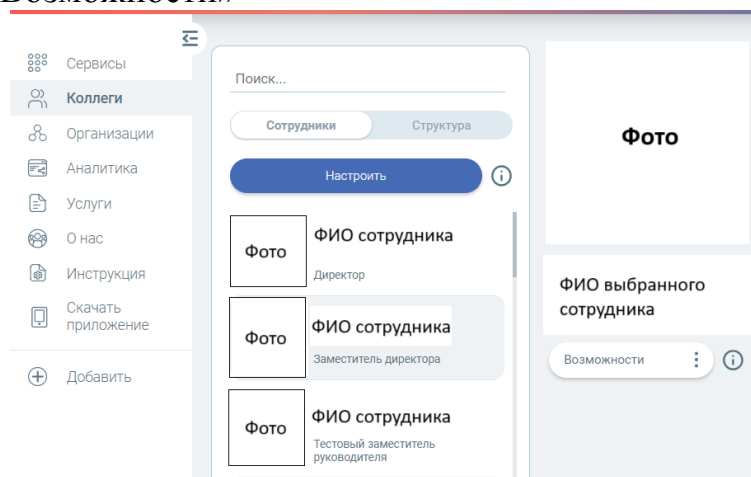 Возможности»
Сервисы
Коллеги
Организации
Аналитика
Услуги
О нас
Инструкция
Скачать
приложение
Добавить
Поиск...
Сотрудники
Структура
Настроить
Фото
ФИО сотрудника
Директор
Фото
ФИО сотрудника
Заместитель директора
Фото
ФИО сотрудника
Тестовый заместитель
руководителя
Фото
ФИО выбранного
сотрудника
Возможности